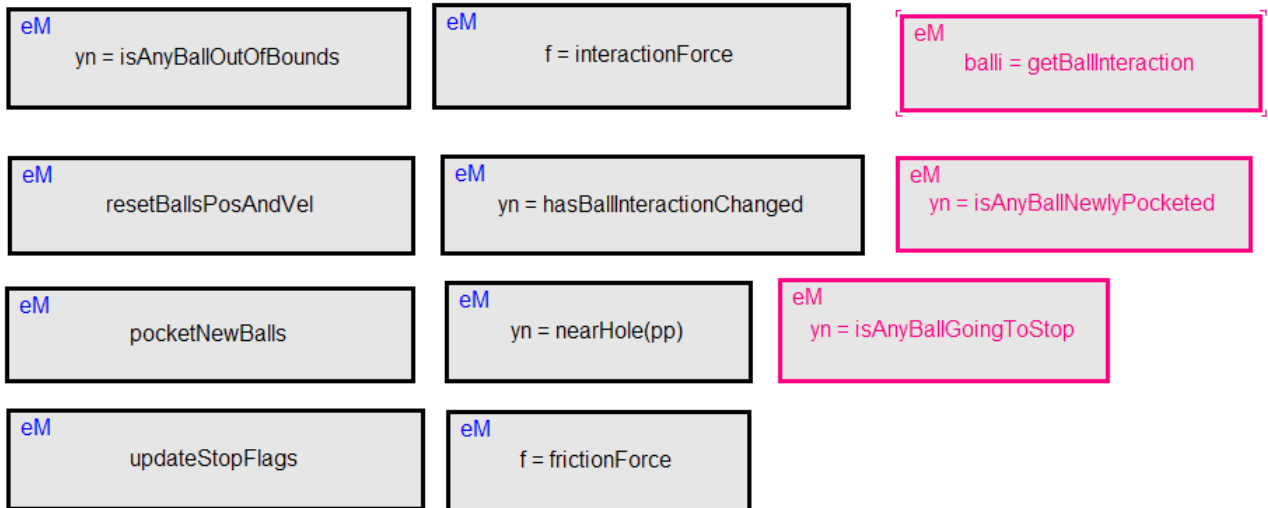 eM
yn = isAnyBallOutOfBounds
eM
f = interactionForce
eM
balli = getBallInteraction
eM
resetBallsPosAndVel
eM
yn = hasBallInteractionChanged
eM
yn = isAnyBallNewlyPocketed
eM
pocketNewBalls
eM
yn = nearHole(pp)
eM
yn = isAnyBallGoingToStop
eM
updateStopFlags
eM
f = frictionForce